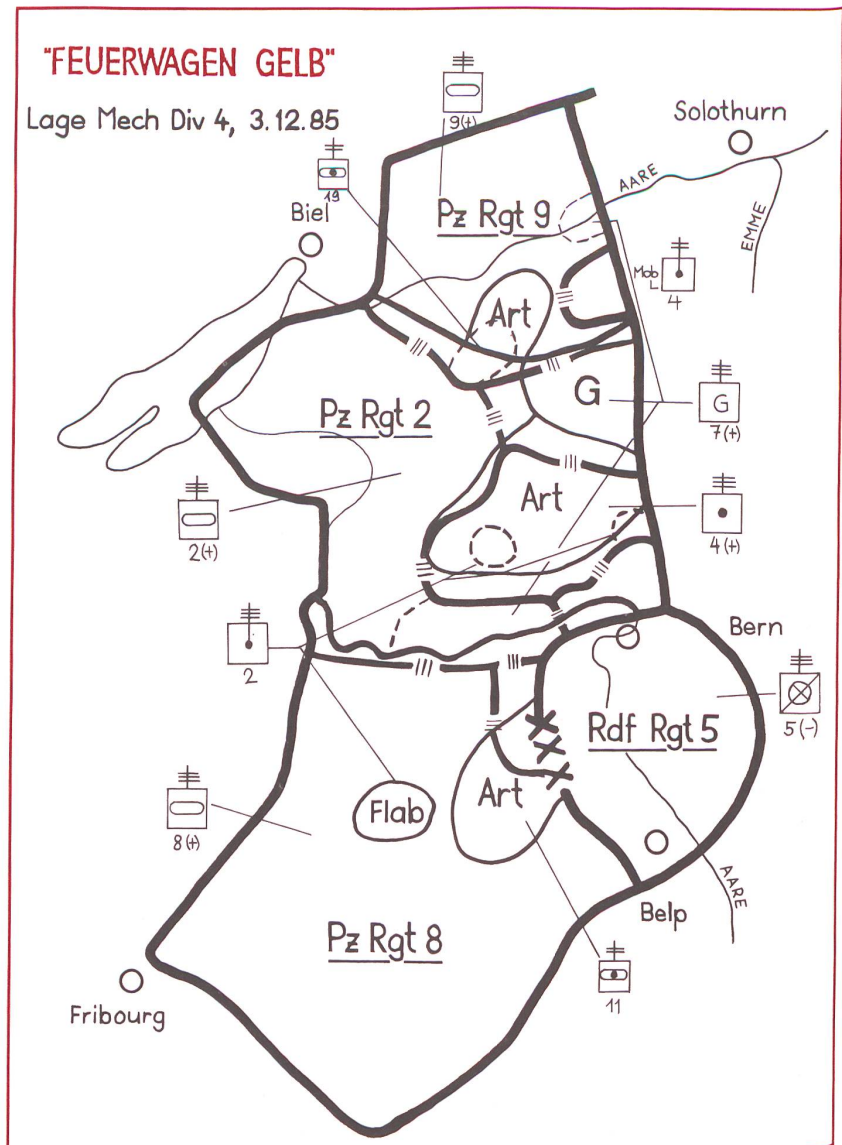 "FEUERWAGEN GELB"
Lage Mech Div 4, 3.12.85
9(+)
Solothurn
19
Biel
AARE
Pz Rgt 9
EMME
Mob
L
4
Art
Pz Rgt 2
G
G
7(+)
2(+)
Art
4(+)
2
Bern
Rdf Rgt 5
5(-)
8(+)
Flab
Art
AARE
Belp
Pz Rgt 8
11
Fribourg